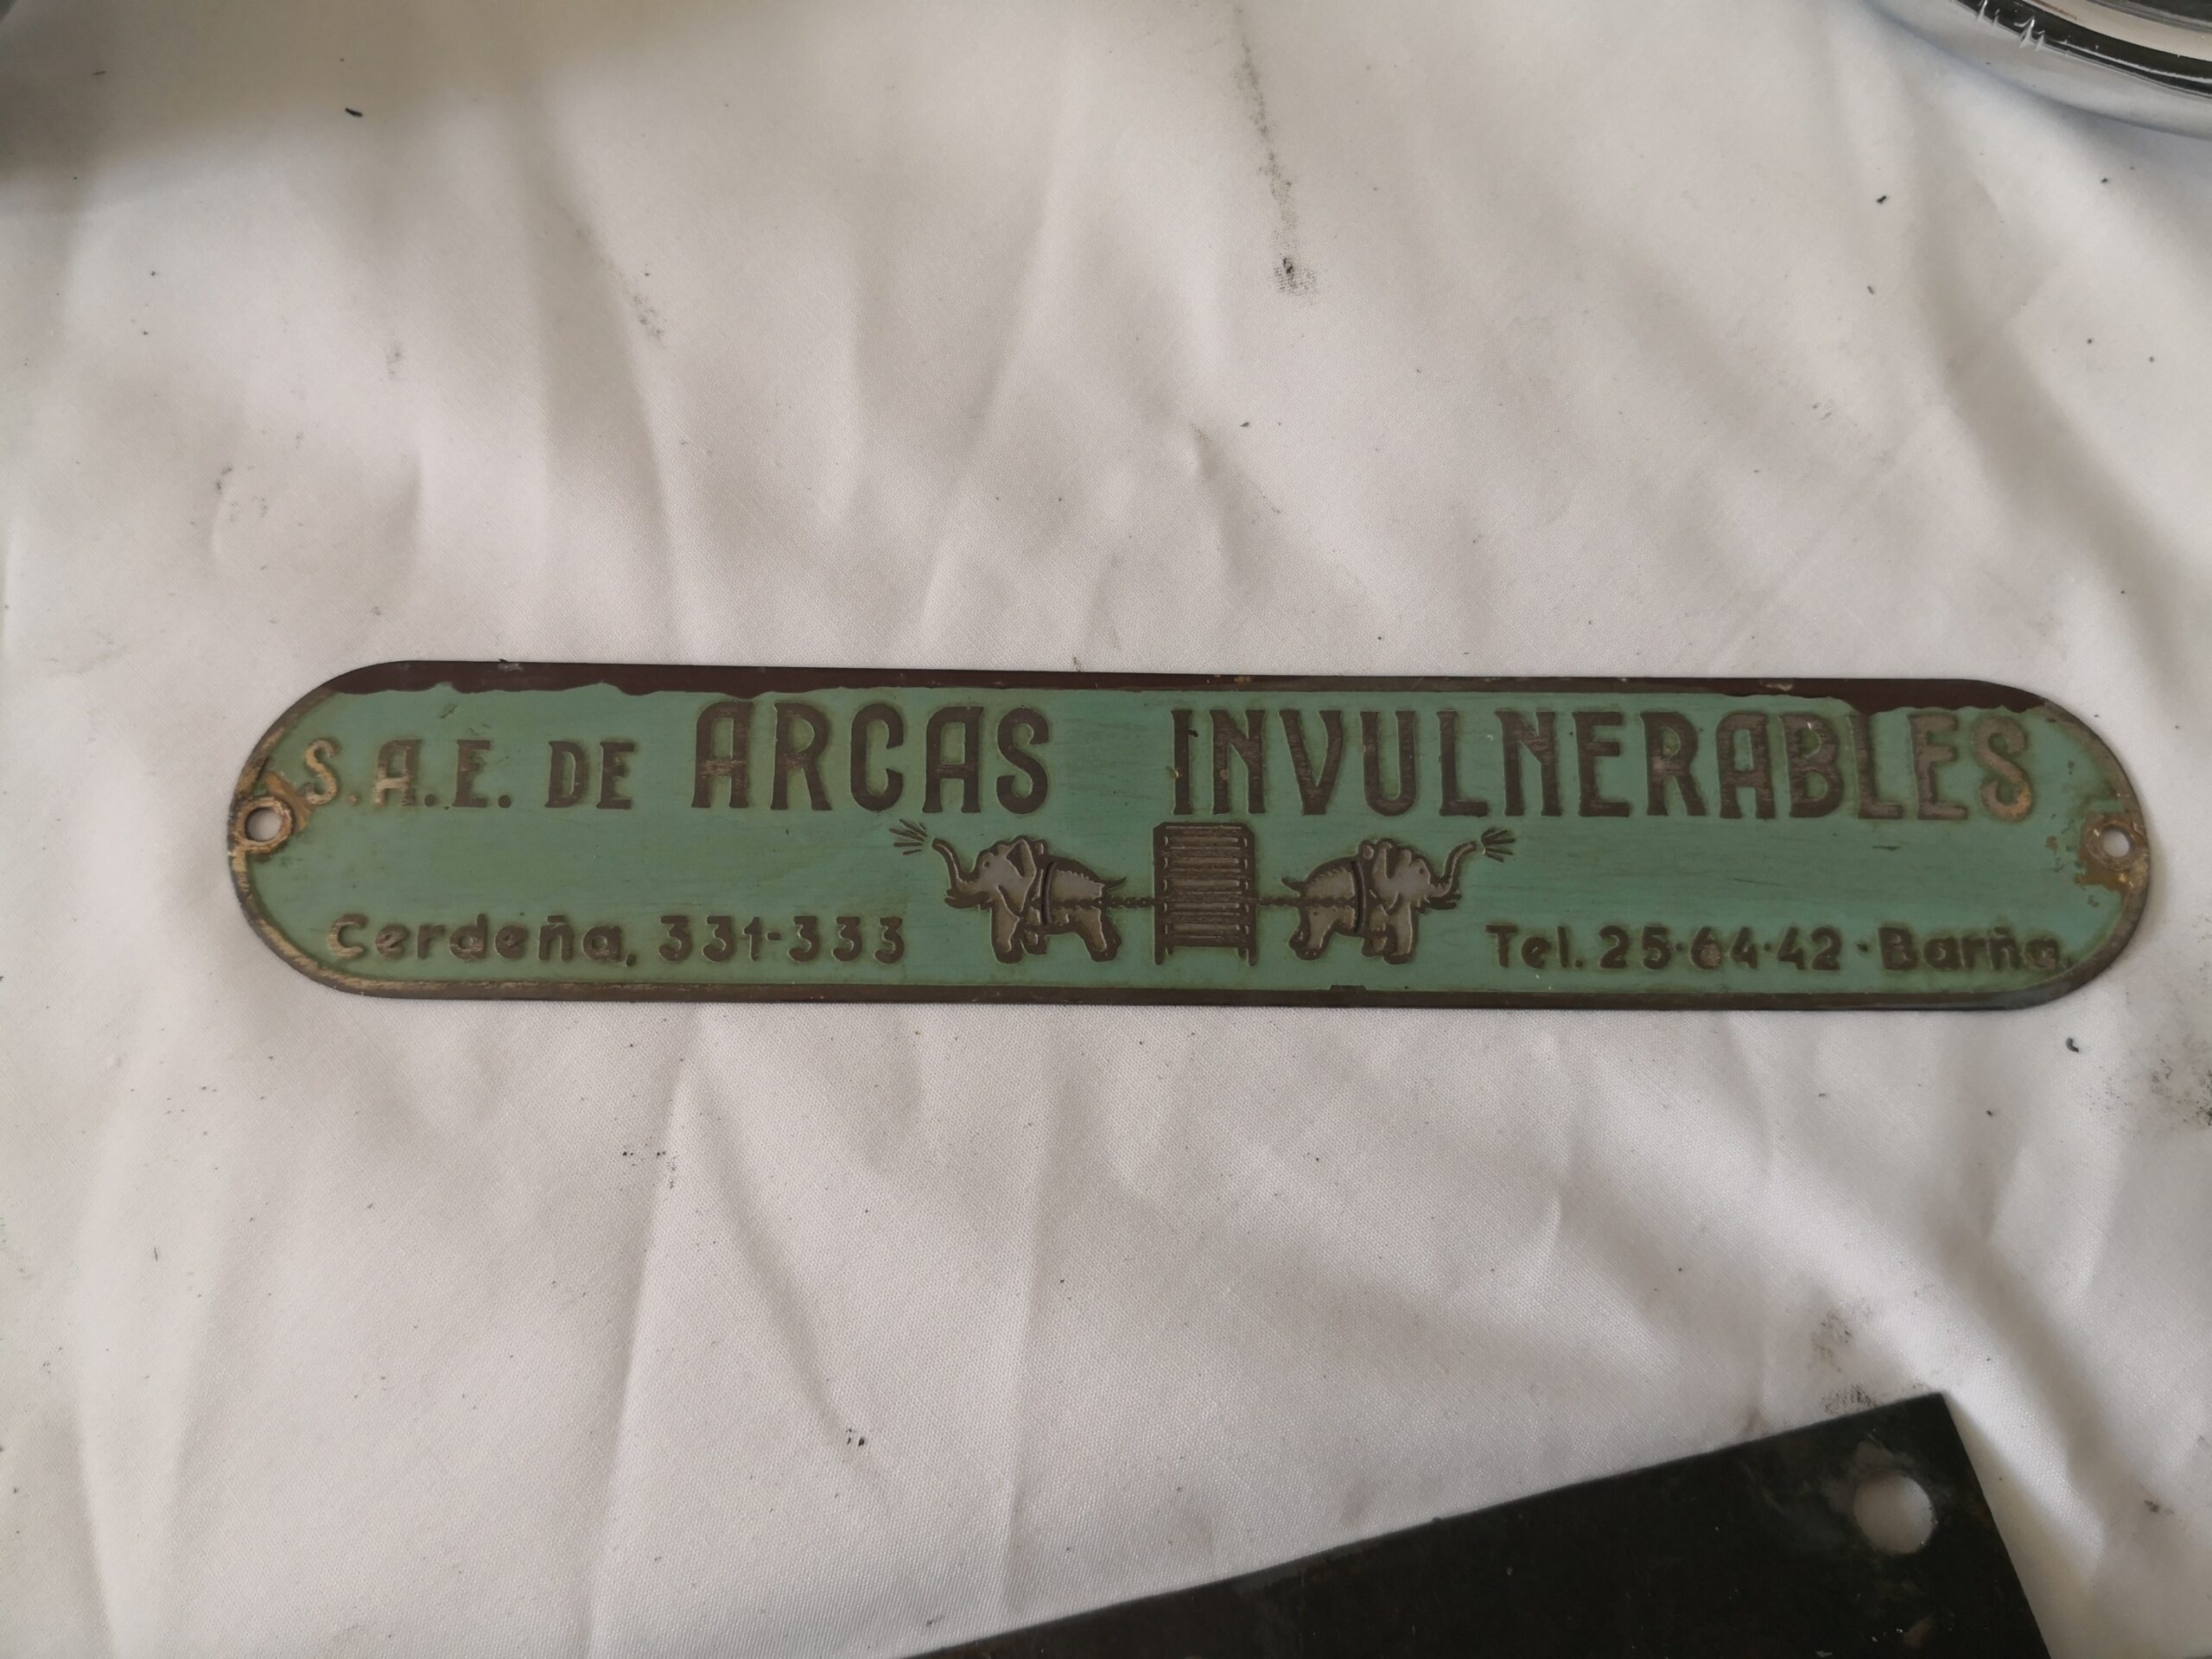 S.A.E. DE ARCAS INVULNERABLES
Cerdeña, 331-333
Tel. 25·64·42·Barña.